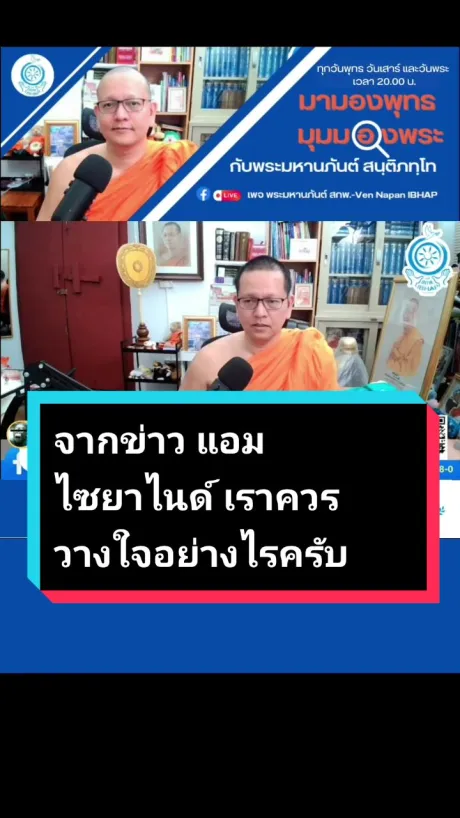 ทุกวันพุทธ วันเสาร์ และวันพระ
เวลา 20.00 น.
มามองพุทธ
มุมมองพระ
กับพระมหานภันต์ สนฺติภทฺโท
LIVE เพจ พระมหานภันต์ สภพ.-Ven Napan IBHAP
จากข่าว แอม
ไซยาไนด์ เราควร
วางใจอย่างไรครับ
8-0